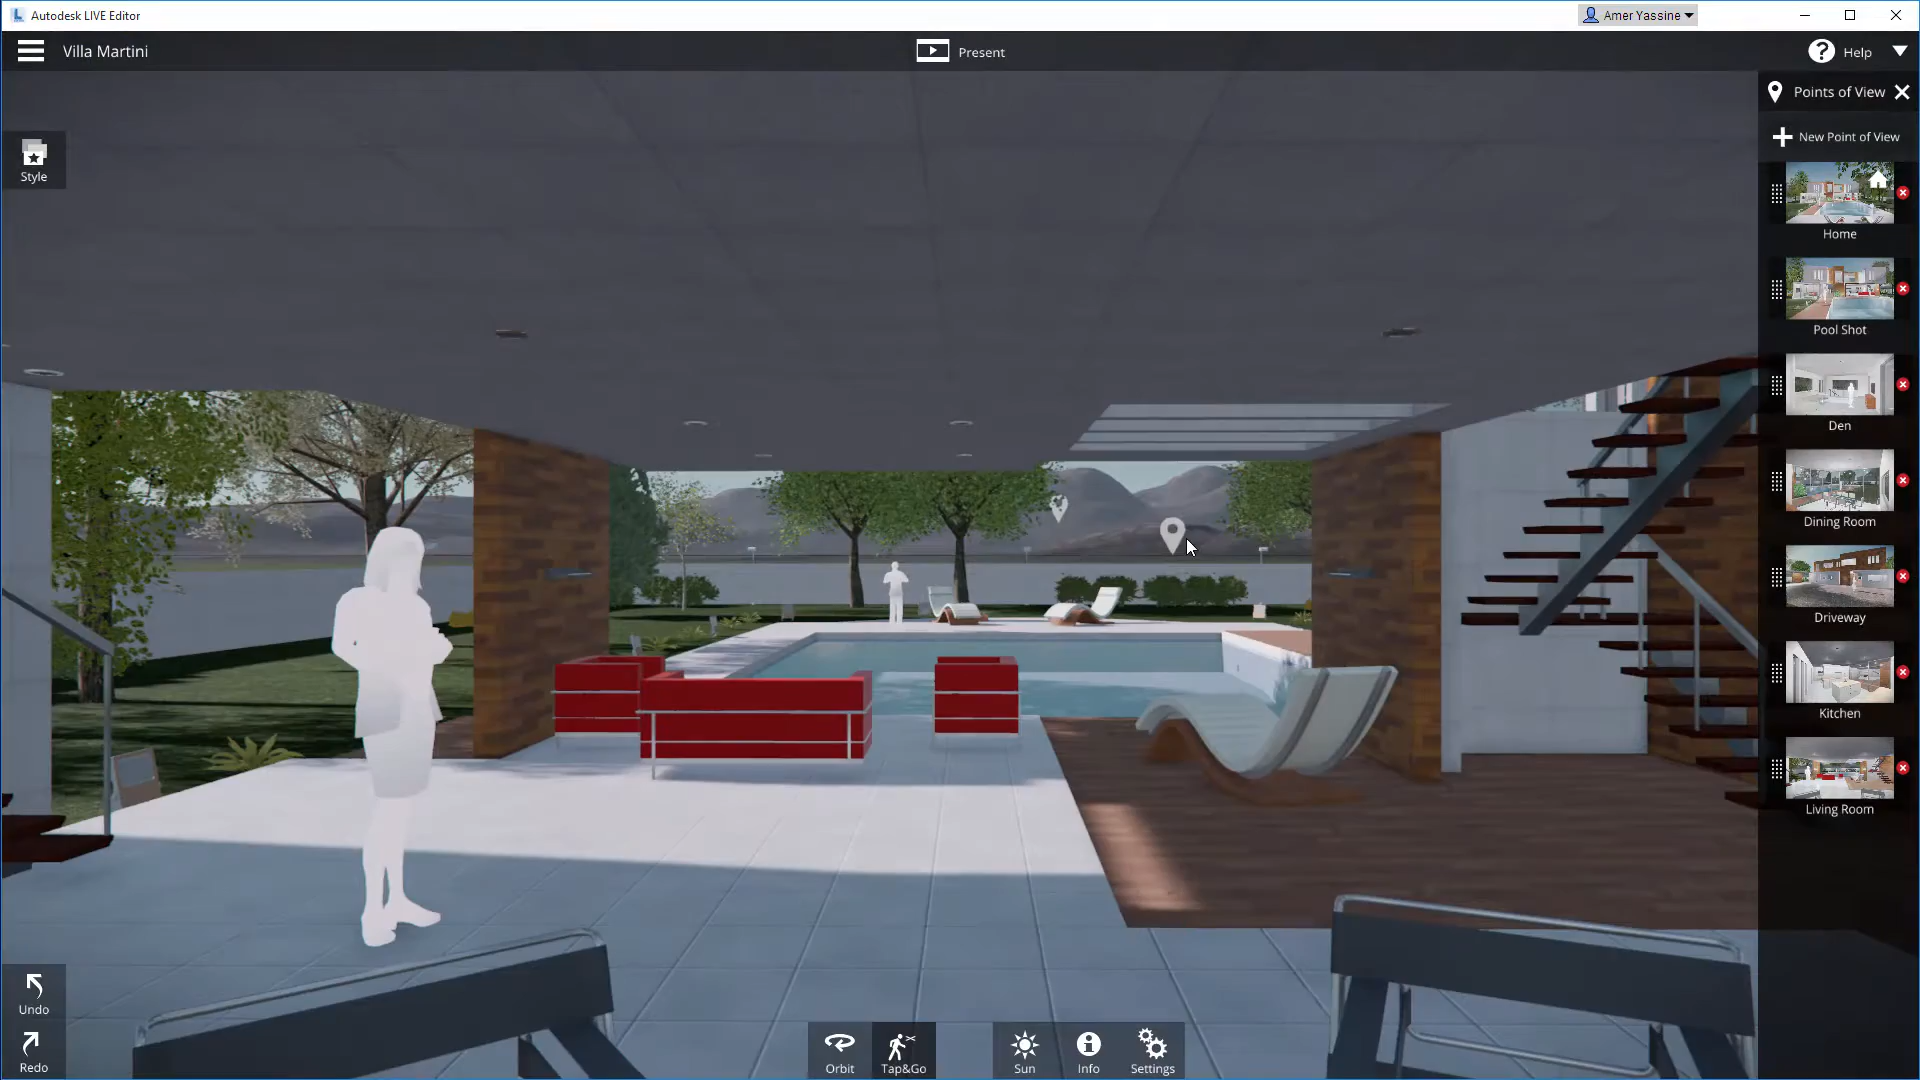 Autodesk LIVE Editor
Amer Yassine
Villa Martini
Present
Help
Points of View
New Point of View
Style
Home
Pool Shot
Den
Dining Room
Driveway
Kitchen
Living Room
Undo
Redo
Orbit
Tap&Go
Sun
Info
Settings